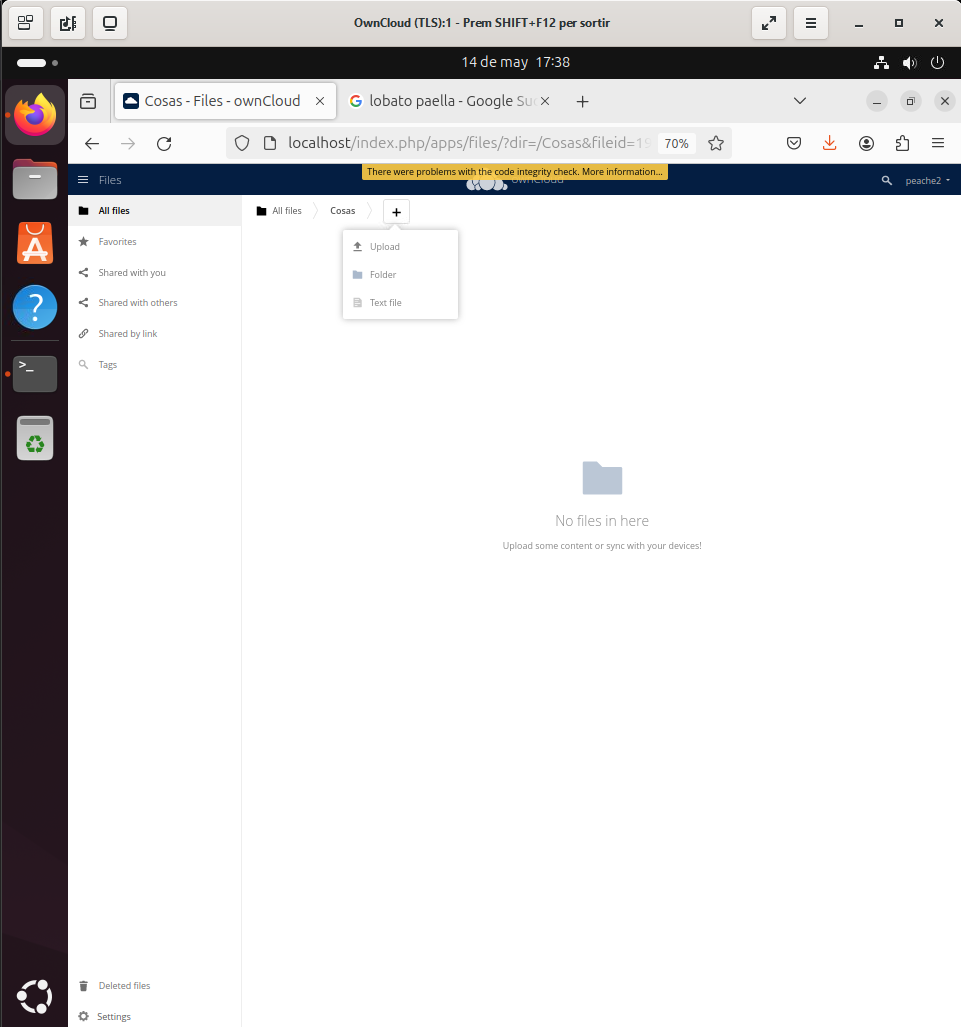 OwnCloud (TLS):1 - Prem SHIFT+F12 per sortir
14 de may 17:38
Cosas - Files - ownCloud
lobato paella - Google Su
localhost/index.php/apps/files/?dir=/Cosas&fileid=19
70%
There were problems with the code integrity check. More information...
Files
ownCloud
peache2
All files
Favorites
Shared with you
Shared with others
Shared by link
Tags
All files
Cosas
+
Upload
Folder
Text file
No files in here
Upload some content or sync with your devices!
Deleted files
Settings